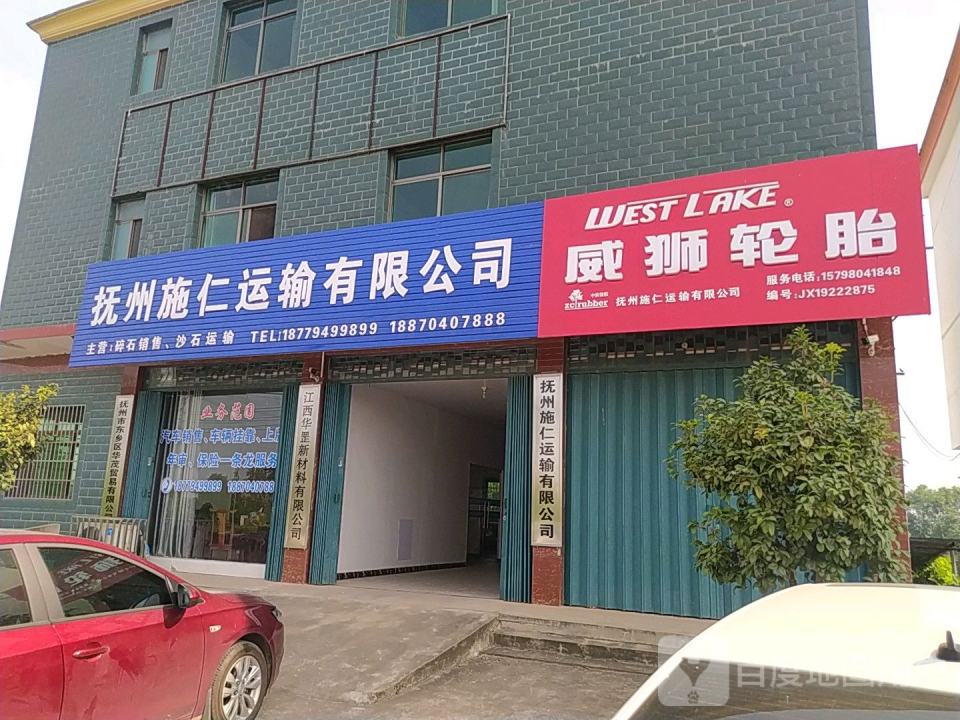 抚州施仁运输有限公司
主营:碎石销售、沙石运输 TEL:18779499899 18870407888
WEST LAKE ®
威狮轮胎
服务电话:15798041848
zc rubber 抚州施仁运输有限公司 编号:JX19222875
抚州市东乡区华茂贸易有限公司
业务范围
汽车销售、车辆挂靠、上
年审、保险一条龙服务
18779499899 1887040788
江西华罡新材料有限公司
抚州施仁运输有限公司
百度地图